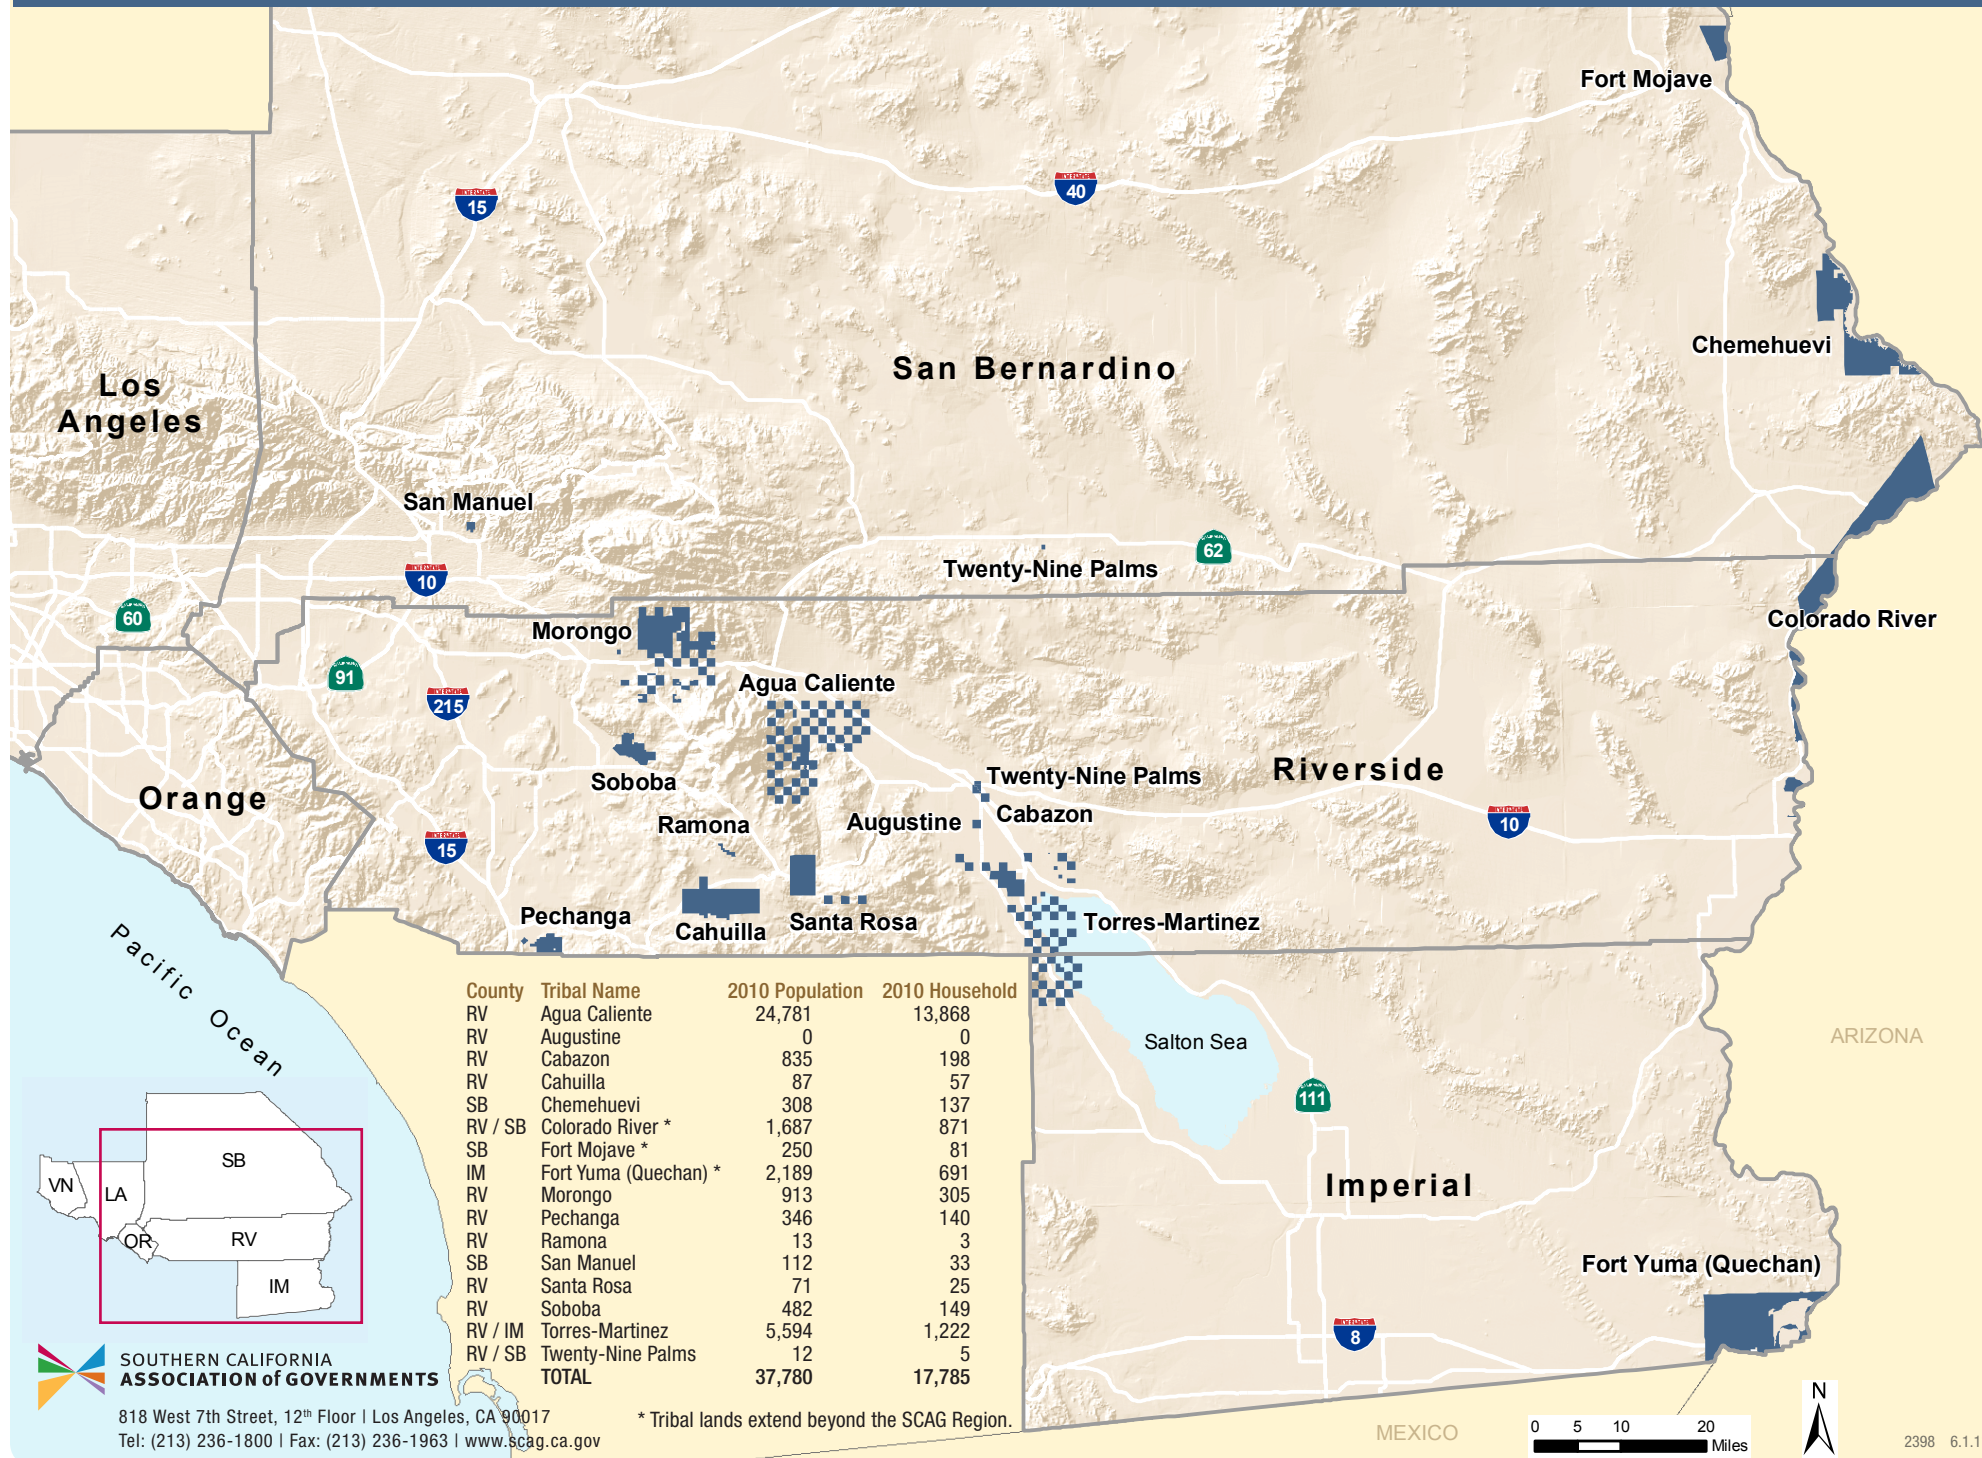 Fort Mojave
15
40
Chemehuevi
San Bernardino
Los
Angeles
San Manuel
62
Twenty-Nine Palms
10
60
Colorado River
Morongo
91
Agua Caliente
215
Soboba
Twenty-Nine Palms
Riverside
Orange
Cabazon
Augustine
Ramona
10
15
Pechanga
Cahuilla
Santa Rosa
Torres-Martinez
Pacific Ocean
County Tribal Name 2010 Population 2010 Household
RV Agua Caliente 24,781 13,868
RV Augustine 0 0
RV Cabazon 835 198
RV Cahuilla 87 57
SB Chemehuevi 308 137
RV / SB Colorado River * 1,687 871
SB Fort Mojave * 250 81
IM Fort Yuma (Quechan) * 2,189 691
RV Morongo 913 305
RV Pechanga 346 140
RV Ramona 13 3
SB San Manuel 112 33
RV Santa Rosa 71 25
RV Soboba 482 149
RV / IM Torres-Martinez 5,594 1,222
RV / SB Twenty-Nine Palms 12 5
TOTAL 37,780 17,785
* Tribal lands extend beyond the SCAG Region.
Salton Sea
ARIZONA
111
Imperial
Fort Yuma (Quechan)
8
MEXICO
SB
VN
LA
OR
RV
IM
SOUTHERN CALIFORNIA
ASSOCIATION of GOVERNMENTS
818 West 7th Street, 12th Floor | Los Angeles, CA 90017
Tel: (213) 236-1800 | Fax: (213) 236-1963 | www.scag.ca.gov
0 5 10 20
Miles
N
2398 6.1.1